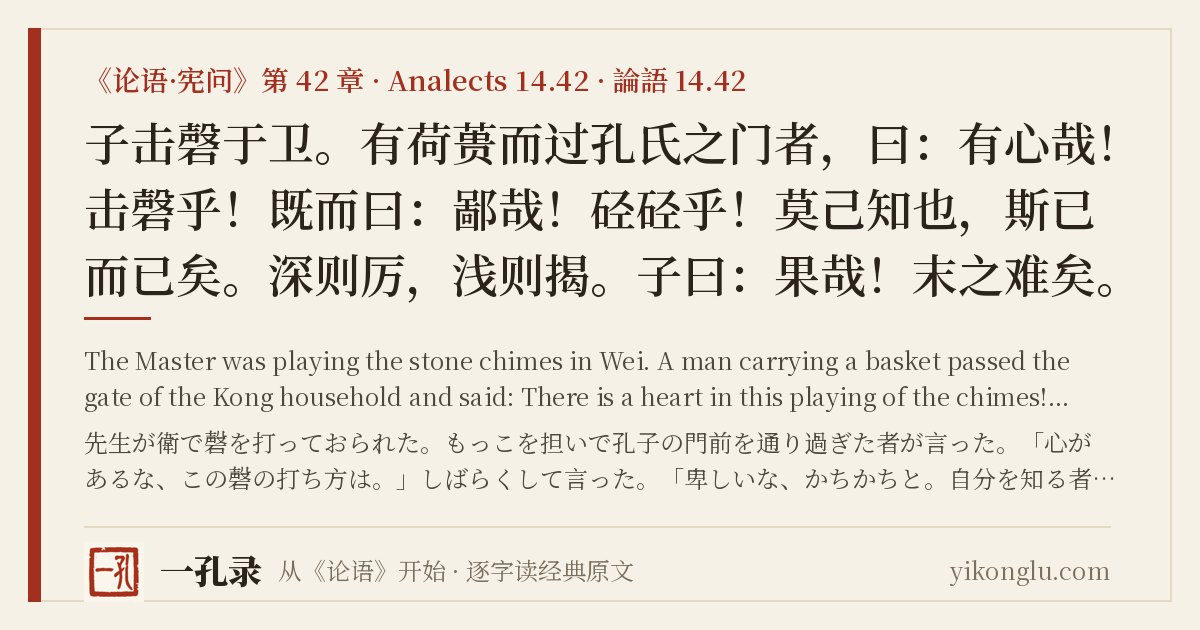 《论语·宪问》第 42 章 · Analects 14.42 · 論語 14.42
子击磬于卫。有荷蒉而过孔氏之门者，曰：有心哉！
击磬乎！既而曰：鄙哉！硁硁乎！莫己知也，斯已
而已矣。深则厉，浅则揭。子曰：果哉！末之难矣。
The Master was playing the stone chimes in Wei. A man carrying a basket passed the
gate of the Kong household and said: There is a heart in this playing of the chimes!...
先生が衛で磬を打っておられた。もっこを担いで孔子の門前を通り過ぎた者が言った。「心が
あるな、この磬の打ち方は。」しばらくして言った。「卑しいな、かちかちと。自分を知る者…
一孔
一孔录
从《论语》开始 · 逐字读经典原文
yikonglu.com